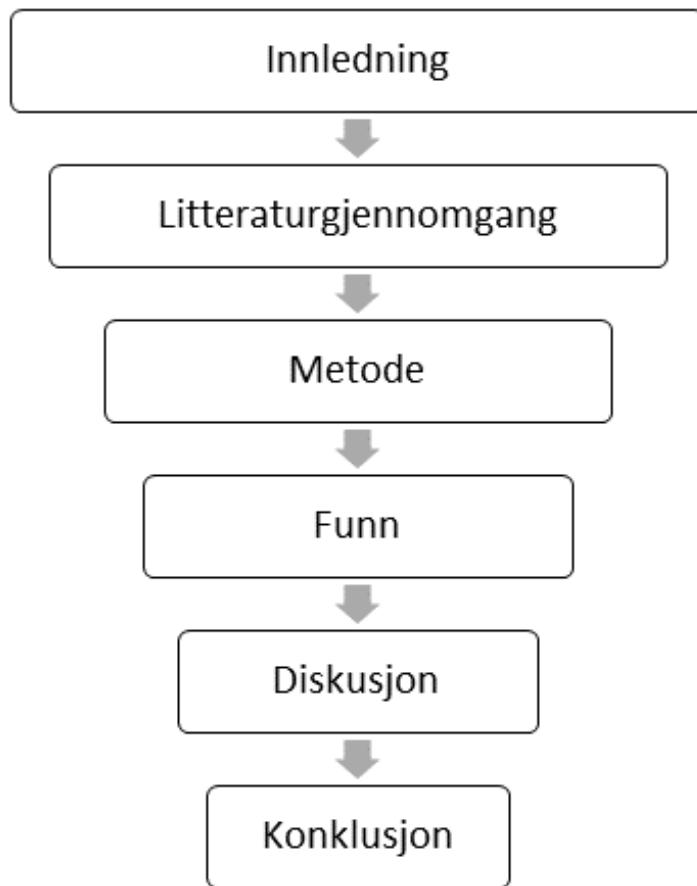 Innledning
Litteraturgjennomgang
Metode
Funn
Diskusjon
Konklusjon